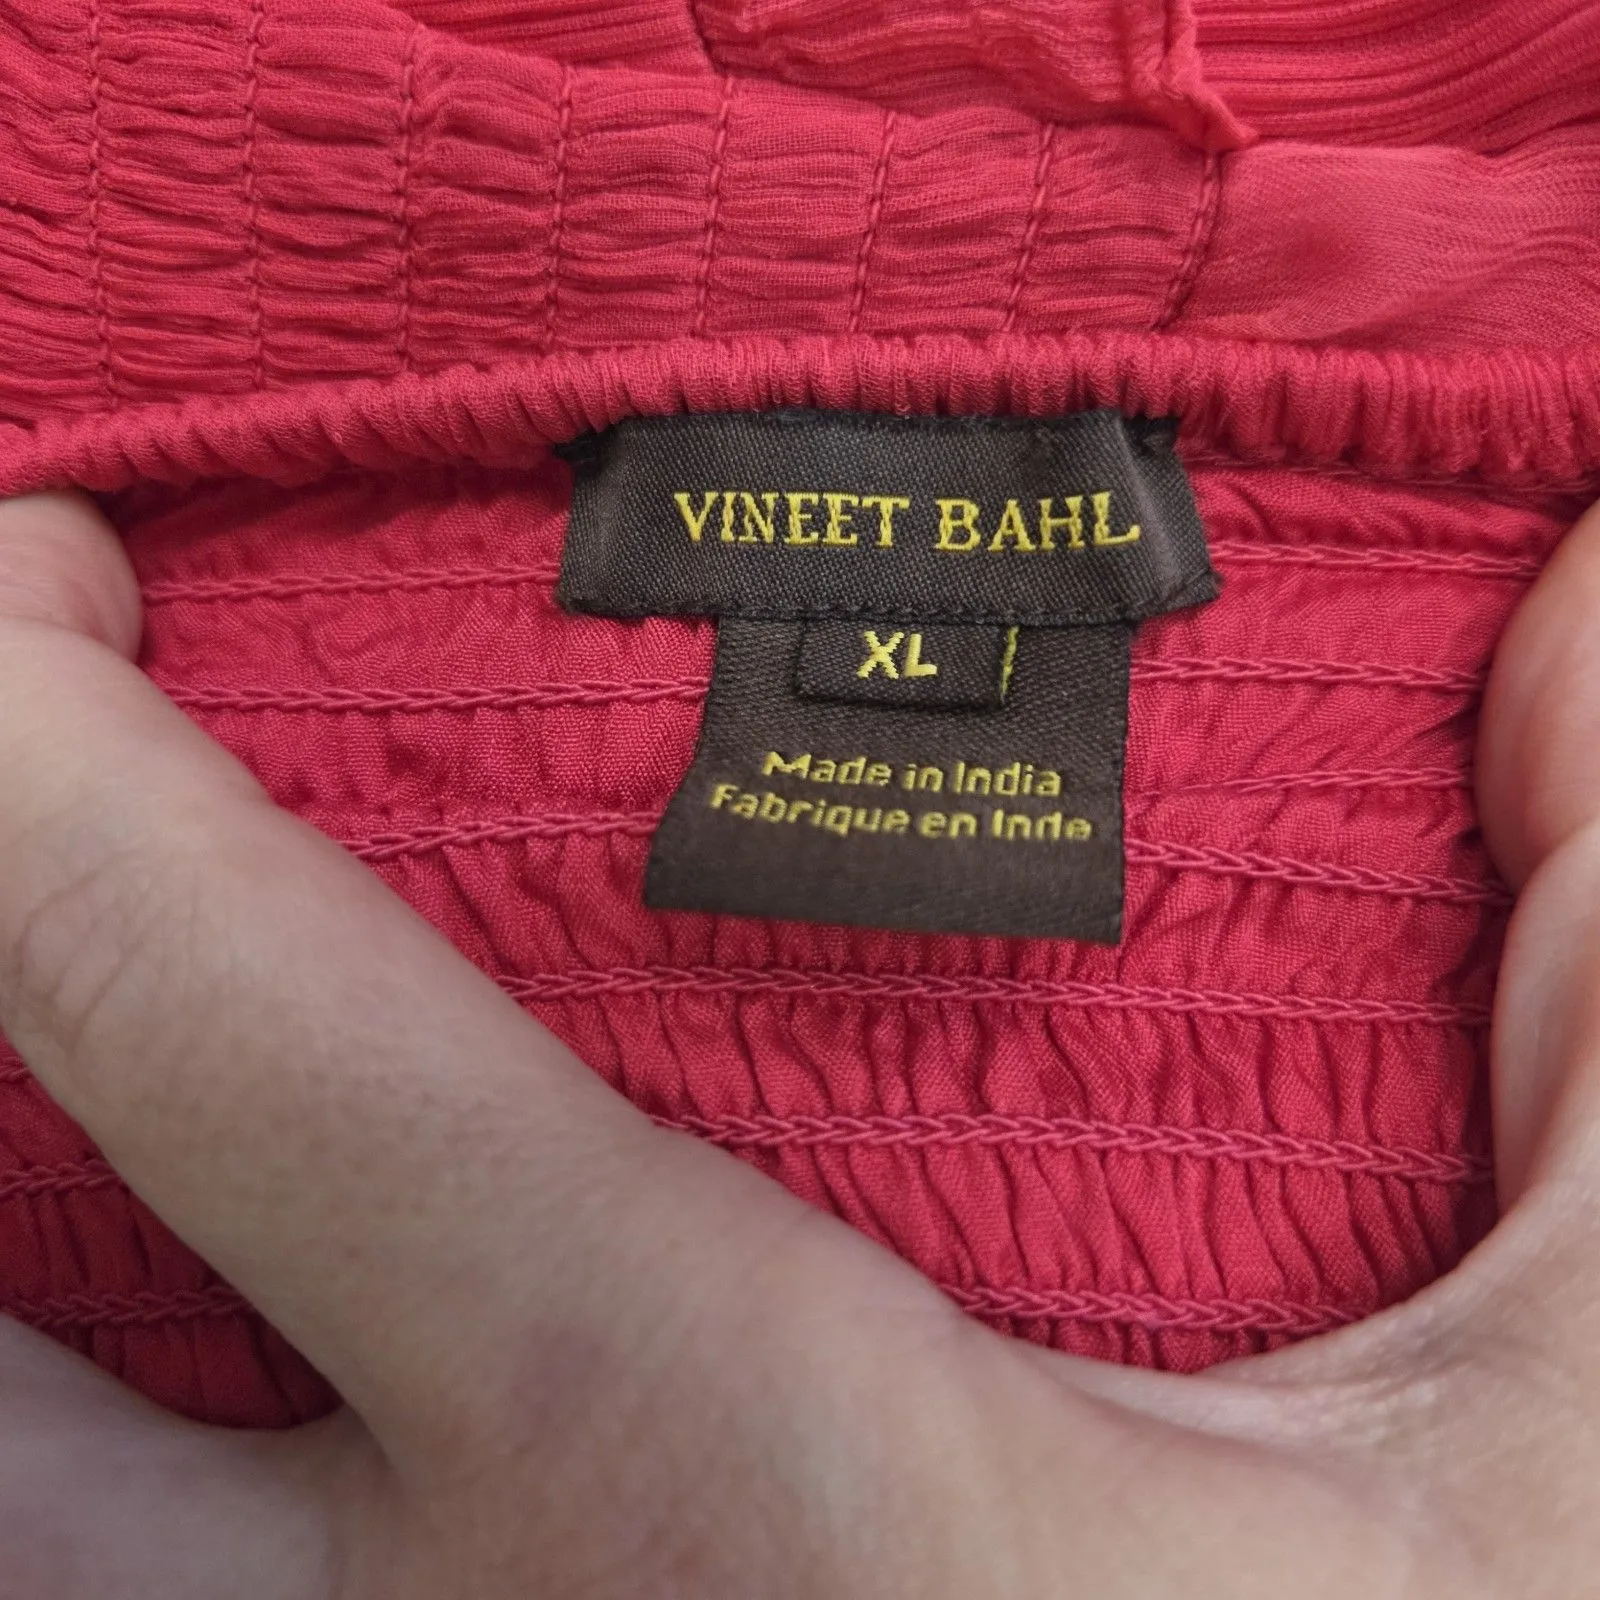 VINEET BAHL
XL
Made in India
Fabrique en Inde